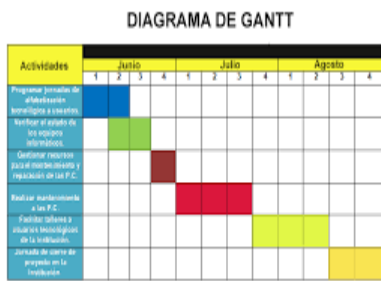 DIAGRAMA DE GANTT
Actividades
Junio
Julio
Agosto
1 2 3 4 1 2 3 4 1 2 3 4
Programar jornadas de
alfabetización
tecnológica a usuarios.
Verificar el estado de
los equipos
informáticos.
Gestionar recursos
para el mantenimiento y
reparación de las P.C.
Realizar mantenimiento
a las P.C.
Facilitar talleres a
usuarios tecnológicos
de la institución.
Jornada de cierre de
proyecto en la
Institución